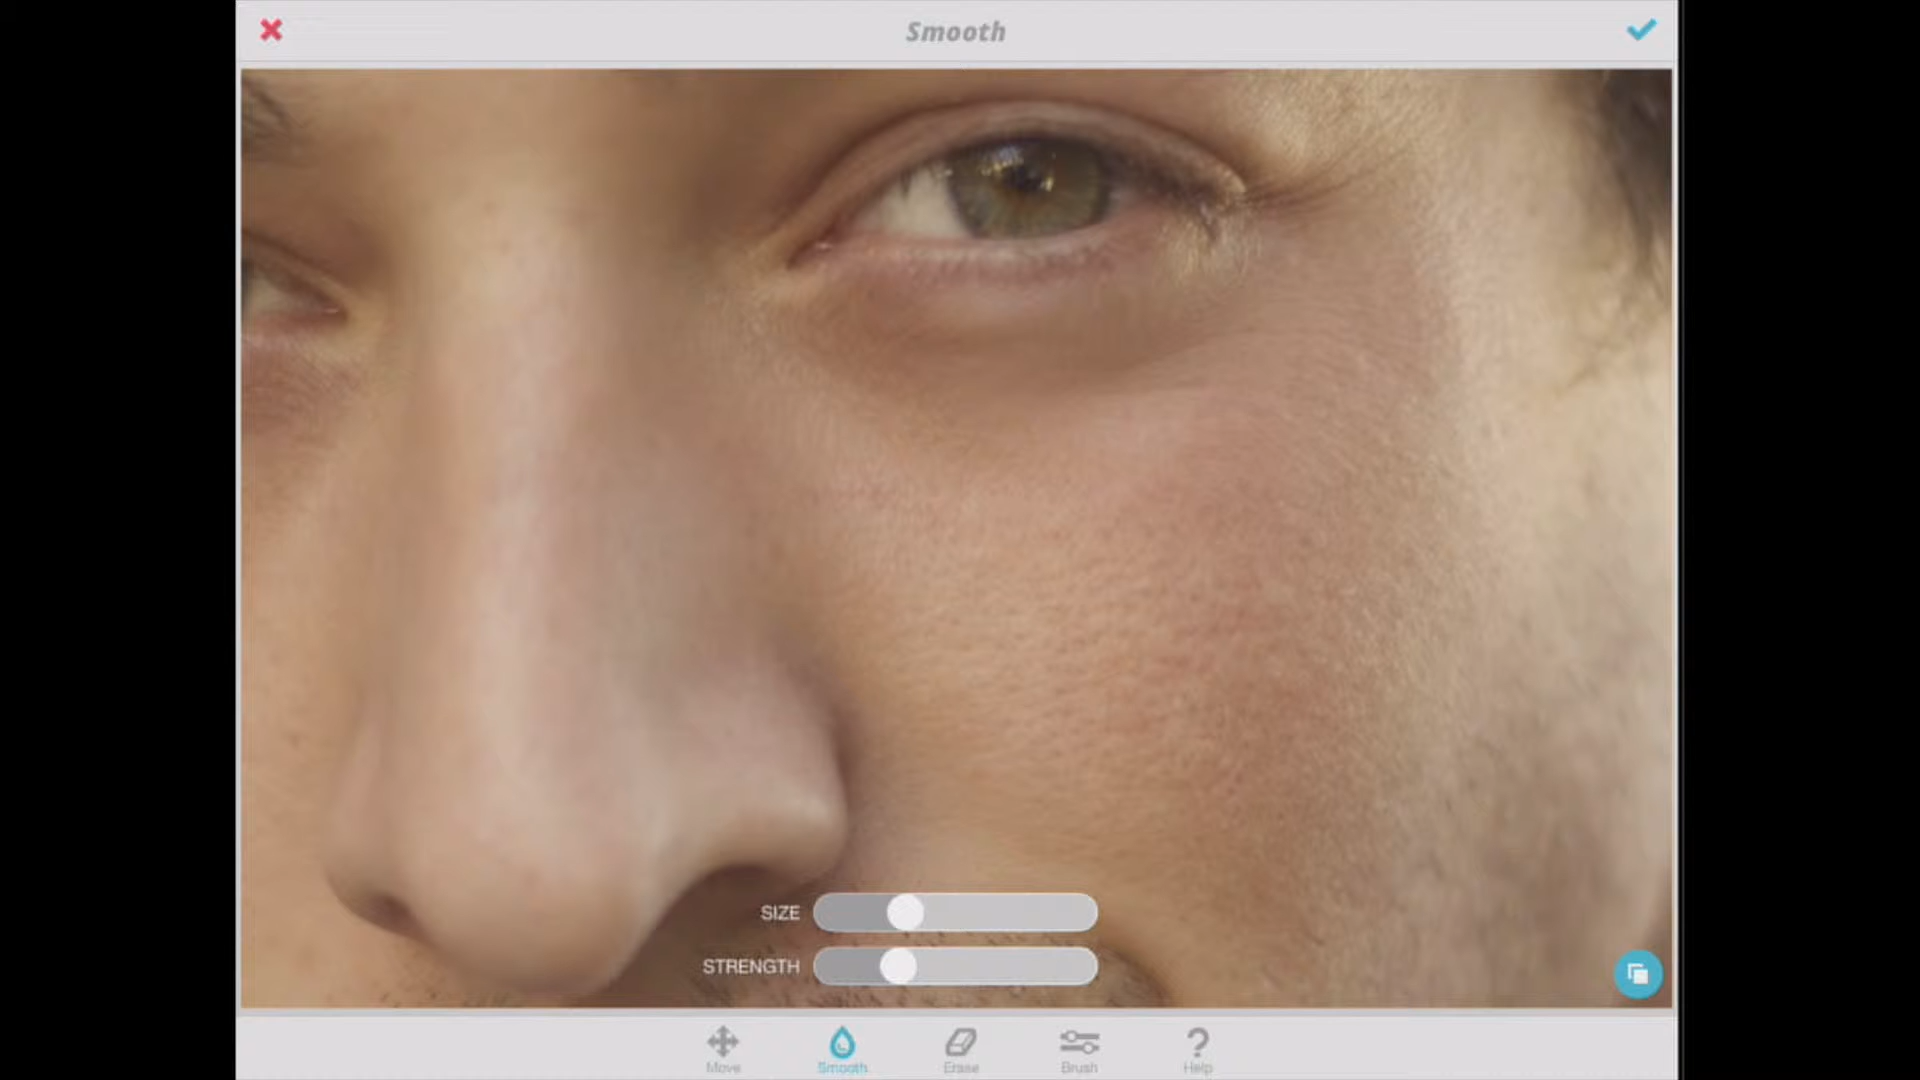 Smooth
SIZE
STRENGTH
Move
Smooth
Erase
Brush
Help